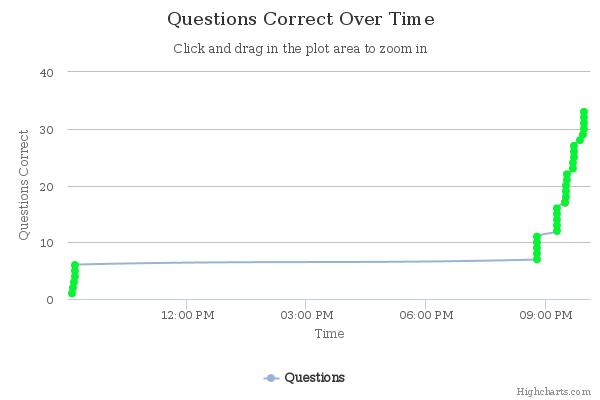 Questions Correct Over Time
Click and drag in the plot area to zoom in
Questions Correct
40
30
20
10
0
12:00 PM 03:00 PM 06:00 PM 09:00 PM
Time
Questions
Highcharts.com